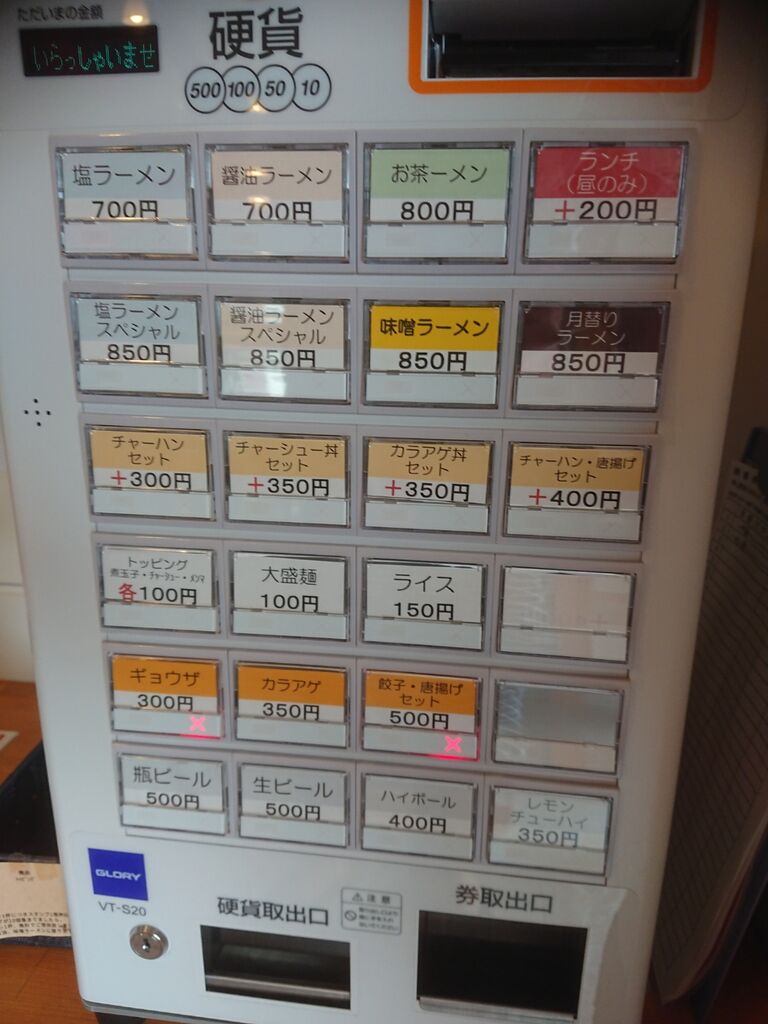 ただいまの金額
いらっしゃいませ
硬貨
500 100 50 10
塩ラーメン
700円
醤油ラーメン
700円
お茶ーメン
800円
ランチ
(昼のみ)
+200円
塩ラーメン
スペシャル
850円
醤油ラーメン
スペシャル
850円
味噌ラーメン
850円
月替り
ラーメン
850円
チャーハン
セット
+300円
チャーシュー丼
セット
+350円
カラアゲ丼
セット
+350円
チャーハン・唐揚げ
セット
+400円
トッピング
煮玉子・チャーシュー・メンマ
各100円
大盛麺
100円
ライス
150円
ギョウザ
300円
×
カラアゲ
350円
餃子・唐揚げ
セット
500円
×
瓶ビール
500円
生ビール
500円
ハイボール
400円
レモン
チューハイ
350円
GLORY
VT-S20
硬貨取出口
注意
券取出口